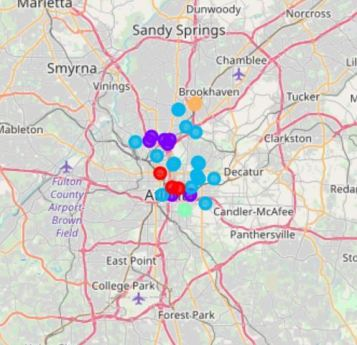 Marietta
Dunwoody
Norcross
Sandy Springs
Smyrna
Chamblee
Vinings
Brookhaven
Tucker
Mableton
Clarkston
Fulton
County
Airport-
Brown
Field
Decatur
Candler-McAfee
Panthersville
East Point
College Park
Forest Park